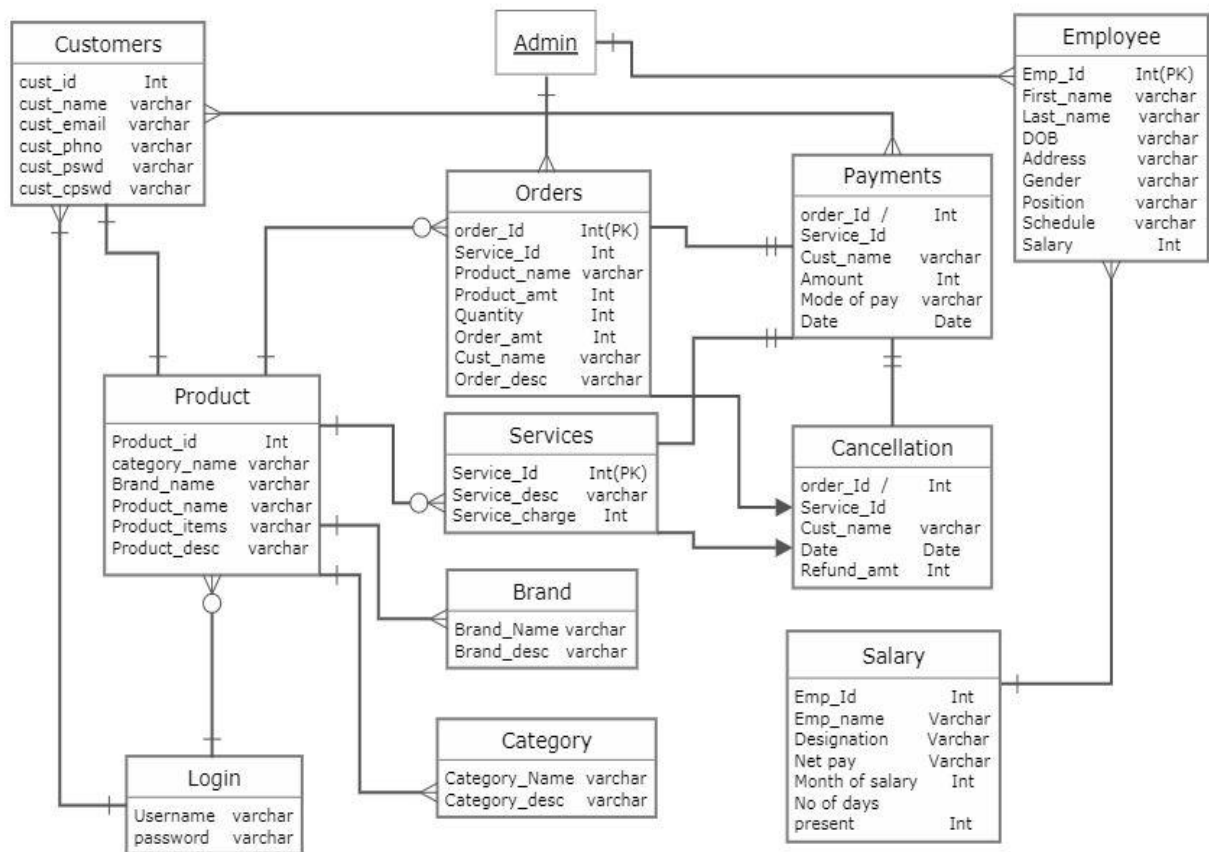 Customers
cust_id Int
cust_name varchar
cust_email varchar
cust_phno varchar
cust_pswd varchar
cust_cpswd varchar
Admin
Employee
Emp_Id Int(PK)
First_name varchar
Last_name varchar
DOB varchar
Address varchar
Gender varchar
Position varchar
Schedule varchar
Salary Int
Orders
order_Id Int(PK)
Service_Id Int
Product_name varchar
Product_amt Int
Quantity Int
Order_amt Int
Cust_name varchar
Order_desc varchar
Payments
order_Id / Int
Service_Id
Cust_name varchar
Amount Int
Mode of pay varchar
Date Date
Product
Product_id Int
category_name varchar
Brand_name varchar
Product_name varchar
Product_items varchar
Product_desc varchar
Services
Service_Id Int(PK)
Service_desc varchar
Service_charge Int
Cancellation
order_Id / Int
Service_Id
Cust_name varchar
Date Date
Refund_amt Int
Brand
Brand_Name varchar
Brand_desc varchar
Salary
Emp_Id Int
Emp_name Varchar
Designation Varchar
Net pay Varchar
Month of salary Int
No of days
present Int
Category
Category_Name varchar
Category_desc varchar
Login
Username varchar
password varchar